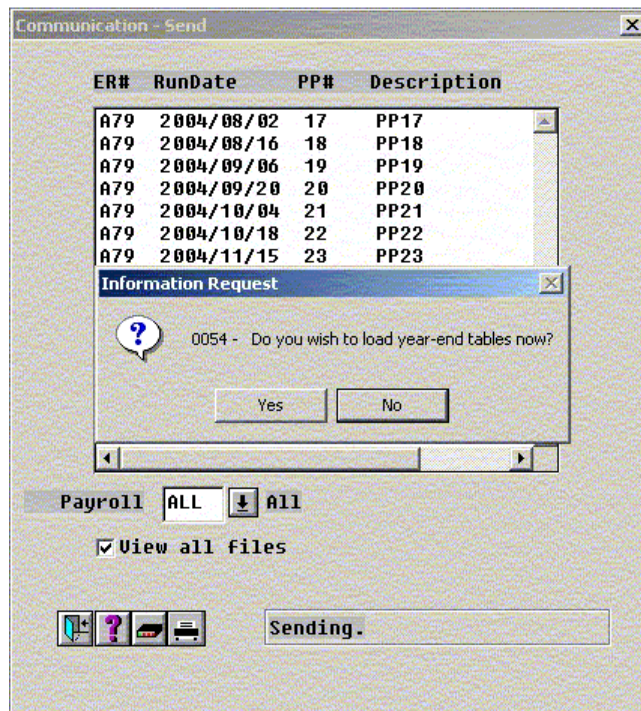 Communication - Send
ER# RunDate PP# Description
A79 2004/08/02 17 PP17
A79 2004/08/16 18 PP18
A79 2004/09/06 19 PP19
A79 2004/09/20 20 PP20
A79 2004/10/04 21 PP21
A79 2004/10/18 22 PP22
A79 2004/11/15 23 PP23
Information Request
0054 - Do you wish to load year-end tables now?
Yes No
Payroll ALL All
View all files
Sending.